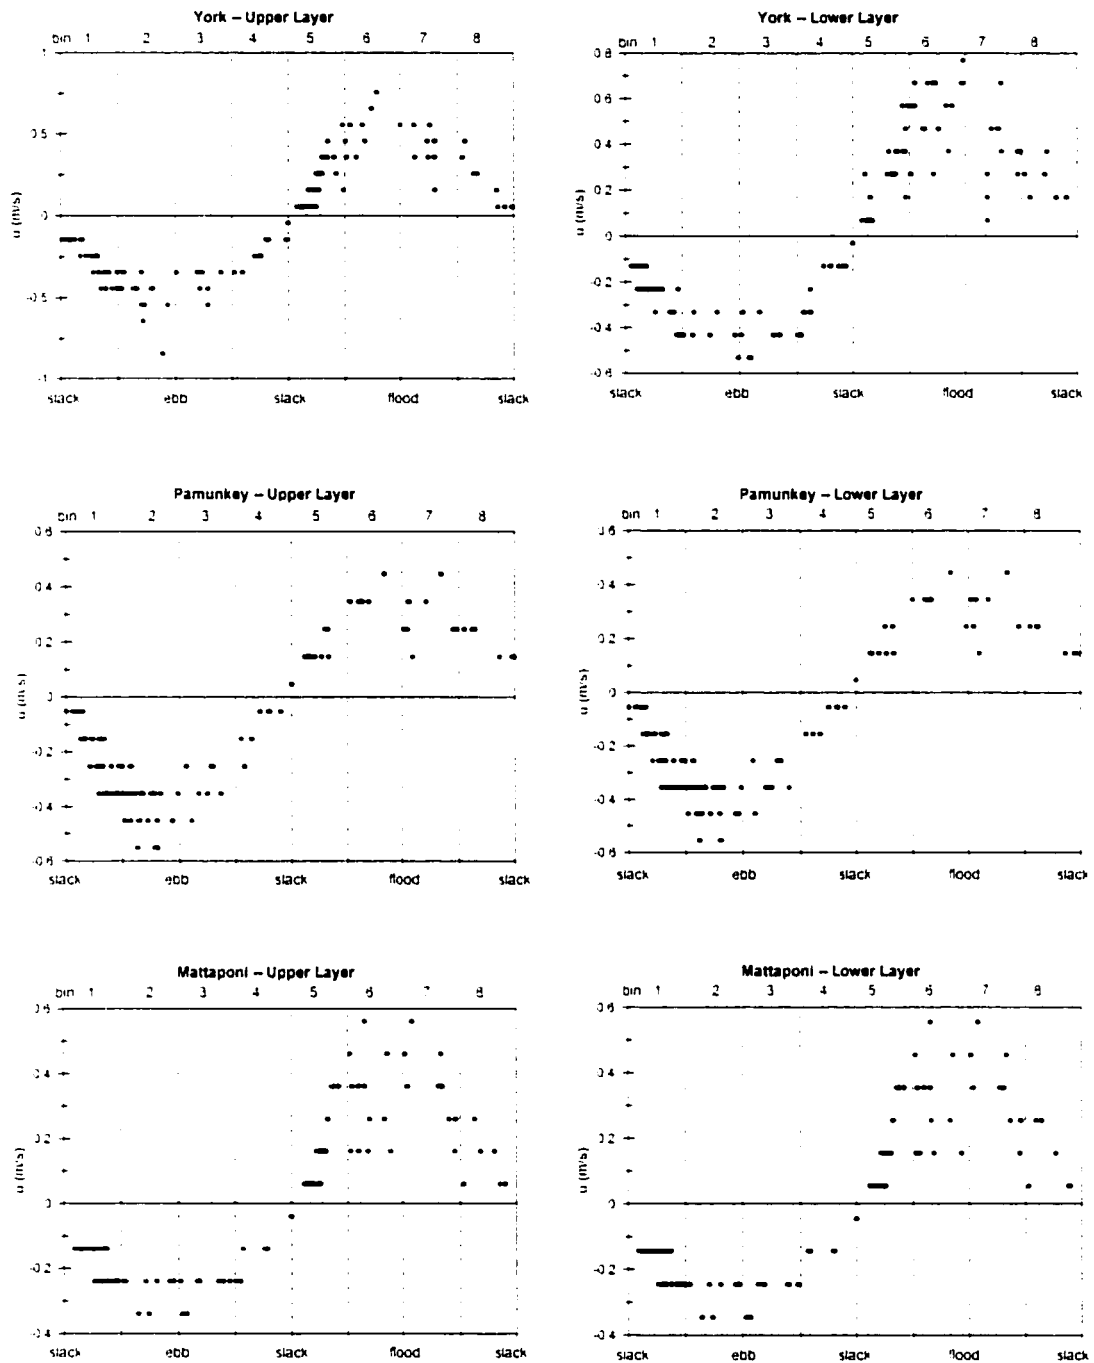 York – Upper Layer
bin 1 2 3 4 5 6 7 8
1
0.5
0
-0.5
-1
u (m/s)
slack ebb slack flood slack
York – Lower Layer
bin 1 2 3 4 5 6 7 8
0.8
0.6
0.4
0.2
0
-0.2
-0.4
-0.6
u (m/s)
slack ebb slack flood slack
Pamunkey – Upper Layer
bin 1 2 3 4 5 6 7 8
0.6
0.4
0.2
0
-0.2
-0.4
-0.6
u (m/s)
slack ebb slack flood slack
Pamunkey – Lower Layer
bin 1 2 3 4 5 6 7 8
0.6
0.4
0.2
0
-0.2
-0.4
-0.6
u (m/s)
slack ebb slack flood slack
Mattaponi – Upper Layer
bin 1 2 3 4 5 6 7 8
0.6
0.4
0.2
0
-0.2
-0.4
u (m/s)
slack ebb slack flood slack
Mattaponi – Lower Layer
bin 1 2 3 4 5 6 7 8
0.6
0.4
0.2
0
-0.2
-0.4
u (m/s)
slack ebb slack flood slack